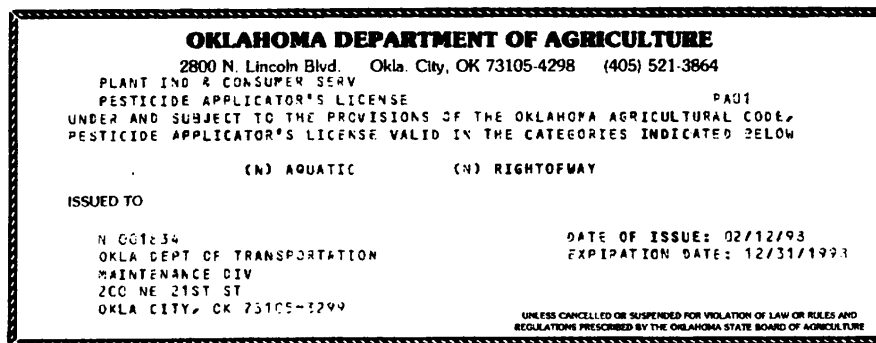 OKLAHOMA DEPARTMENT OF AGRICULTURE
2800 N. Lincoln Blvd. Okla. City, OK 73105-4298 (405) 521-3864
PLANT IND & CONSUMER SERV
PESTICIDE APPLICATOR'S LICENSE PA01
UNDER AND SUBJECT TO THE PROVISIONS OF THE OKLAHOMA AGRICULTURAL CODE,
PESTICIDE APPLICATOR'S LICENSE VALID IN THE CATEGORIES INDICATED BELOW
(N) AQUATIC (N) RIGHTOFWAY
ISSUED TO
N 001834 DATE OF ISSUE: 02/12/93
OKLA DEPT OF TRANSPORTATION EXPIRATION DATE: 12/31/1993
MAINTENANCE DIV
200 NE 21ST ST
OKLA CITY, OK 73105-3299
UNLESS CANCELLED OR SUSPENDED FOR VIOLATION OF LAW OR RULES AND
REGULATIONS PRESCRIBED BY THE OKLAHOMA STATE BOARD OF AGRICULTURE